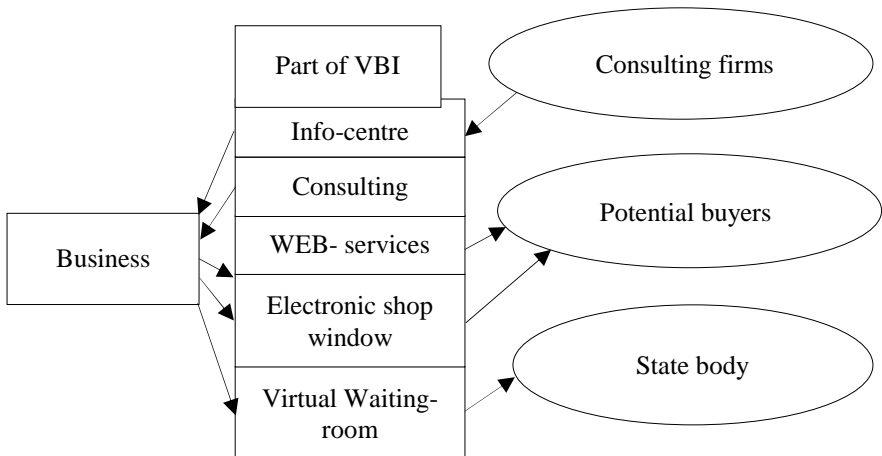 Part of VBI
Consulting firms
Info-centre
Consulting
Potential buyers
WEB- services
Business
Electronic shop
window
State body
Virtual Waiting-
room